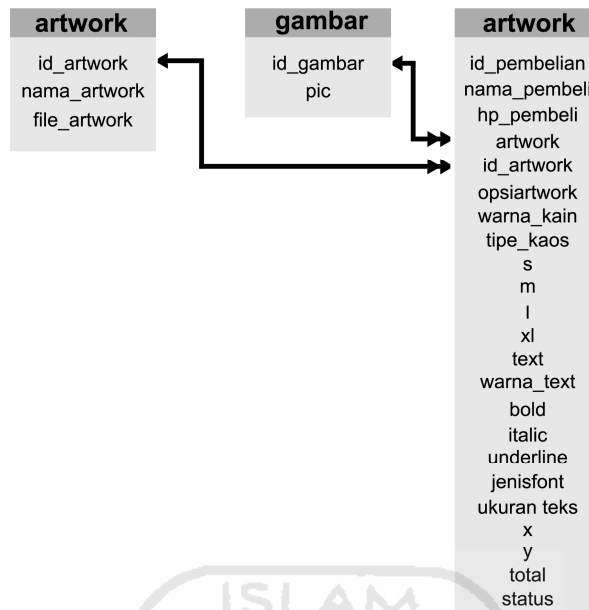 artwork
id_artwork
nama_artwork
file_artwork
gambar
id_gambar
pic
artwork
id_pembelian
nama_pembeli
hp_pembeli
artwork
id_artwork
opsiartwork
warna_kain
tipe_kaos
s
m
l
xl
text
warna_text
bold
italic
underline
jenisfont
ukuran teks
x
y
total
status
ISLAM